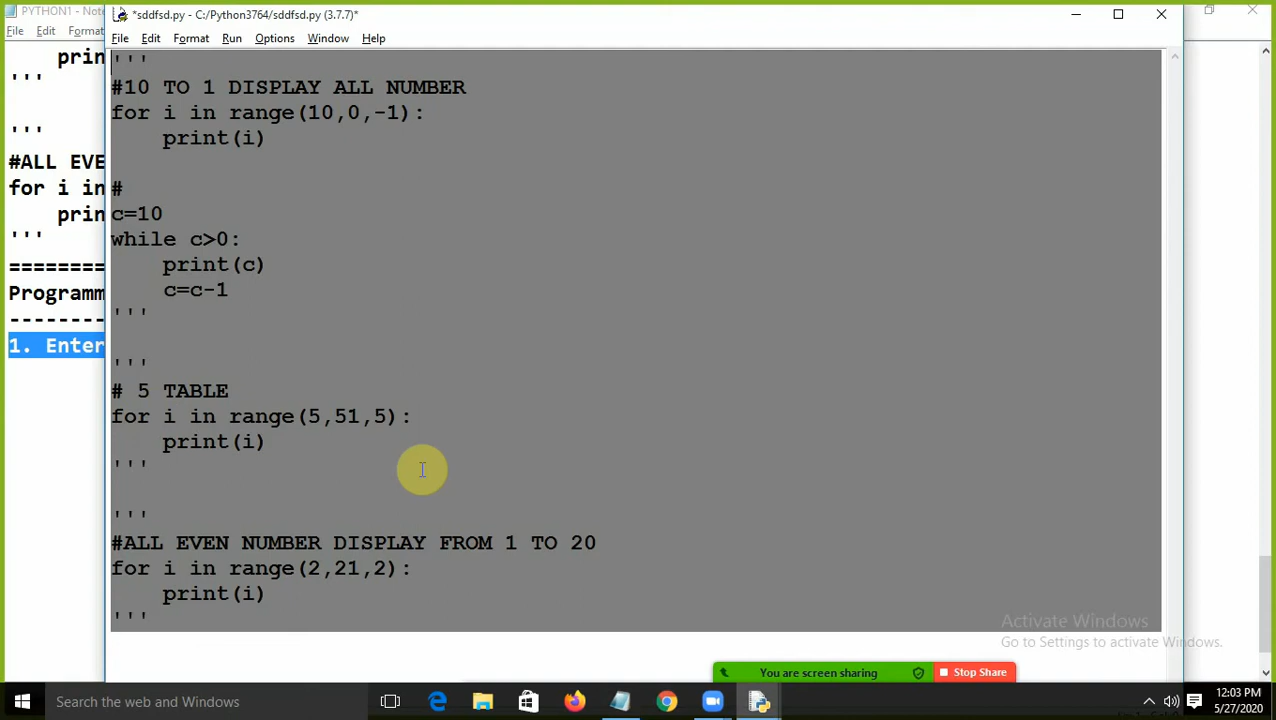 PYTHON1 - Not
File Edit Format
prin
'''
'''
#ALL EVE
for i in
prin
'''
========
Programm
--------
1. Enter
*sddfsd.py - C:/Python3764/sddfsd.py (3.7.7)*
File Edit Format Run Options Window Help
'''
#10 TO 1 DISPLAY ALL NUMBER
for i in range(10,0,-1):
    print(i)
#
c=10
while c>0:
    print(c)
    c=c-1
'''
'''
# 5 TABLE
for i in range(5,51,5):
    print(i)
'''
'''
#ALL EVEN NUMBER DISPLAY FROM 1 TO 20
for i in range(2,21,2):
    print(i)
'''
Activate Windows
Go to Settings to activate Windows.
You are screen sharing Stop Share
Search the web and Windows
12:03 PM
5/27/2020